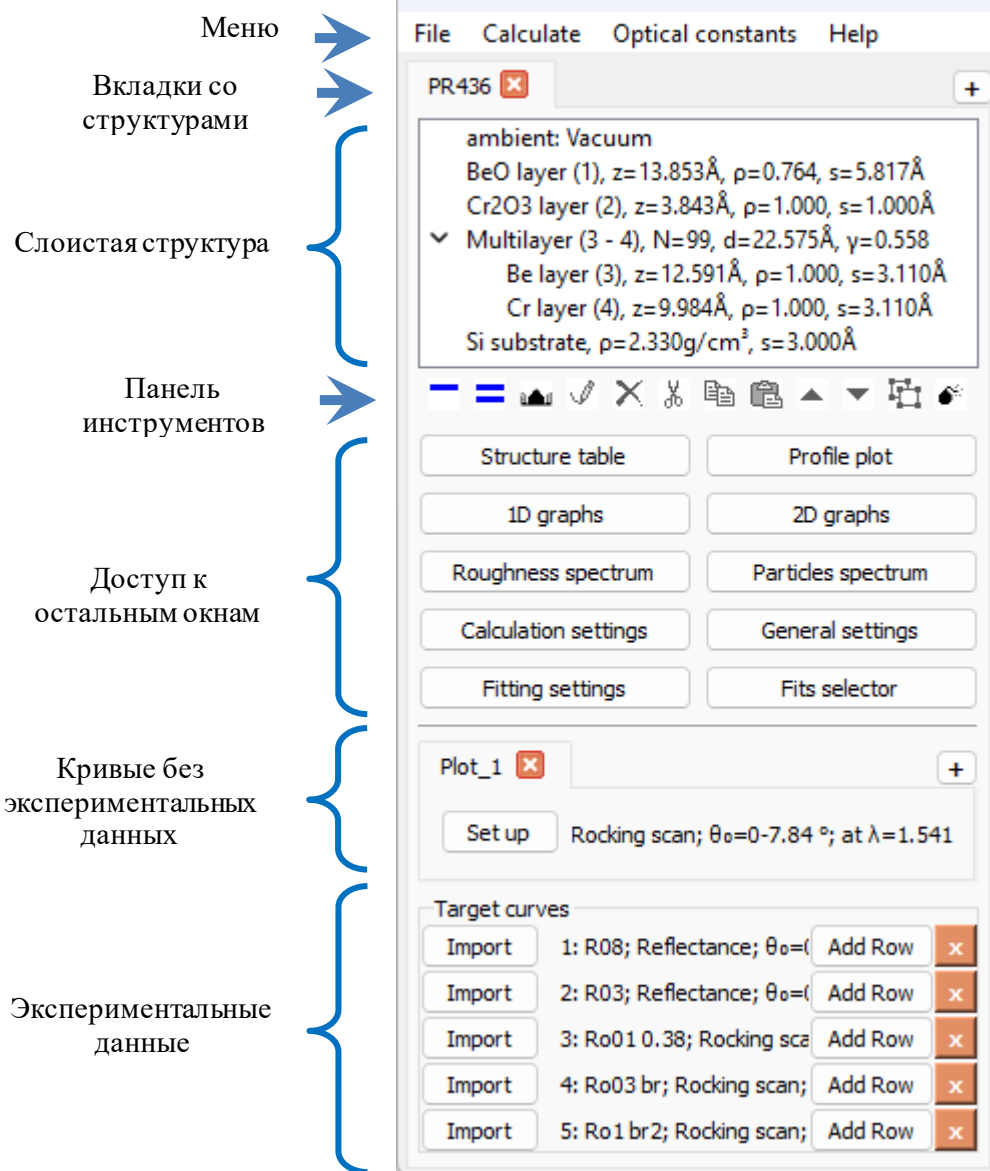 Меню
File Calculate Optical constants Help
Вкладки со
структурами
PR436
+
Слоистая структура
ambient: Vacuum
BeO layer (1), z=13.853Å, ρ=0.764, s=5.817Å
Cr2O3 layer (2), z=3.843Å, ρ=1.000, s=1.000Å
Multilayer (3 - 4), N=99, d=22.575Å, γ=0.558
Be layer (3), z=12.591Å, ρ=1.000, s=3.110Å
Cr layer (4), z=9.984Å, ρ=1.000, s=3.110Å
Si substrate, ρ=2.330g/cm³, s=3.000Å
Панель
инструментов
Доступ к
остальным окнам
Structure table Profile plot
1D graphs 2D graphs
Roughness spectrum Particles spectrum
Calculation settings General settings
Fitting settings Fits selector
Кривые без
экспериментальных
данных
Plot_1
+
Set up Rocking scan; θ₀=0-7.84 °; at λ=1.541
Экспериментальные
данные
Target curves
Import 1: R08; Reflectance; θ₀=( Add Row x
Import 2: R03; Reflectance; θ₀=( Add Row x
Import 3: Ro01 0.38; Rocking sca Add Row x
Import 4: Ro03 br; Rocking scan; Add Row x
Import 5: Ro1 br2; Rocking scan; Add Row x